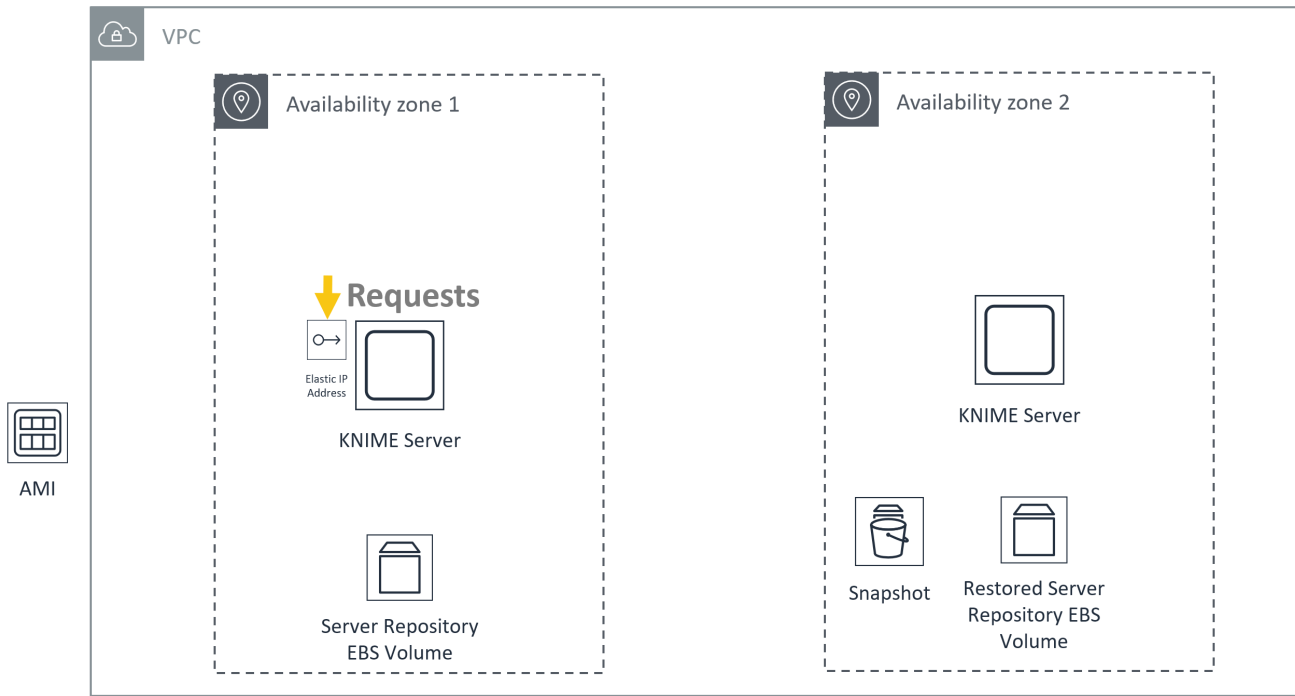 VPC
Availability zone 1
Availability zone 2
Requests
Elastic IP
Address
KNIME Server
KNIME Server
AMI
Server Repository
EBS Volume
Snapshot
Restored Server
Repository EBS
Volume